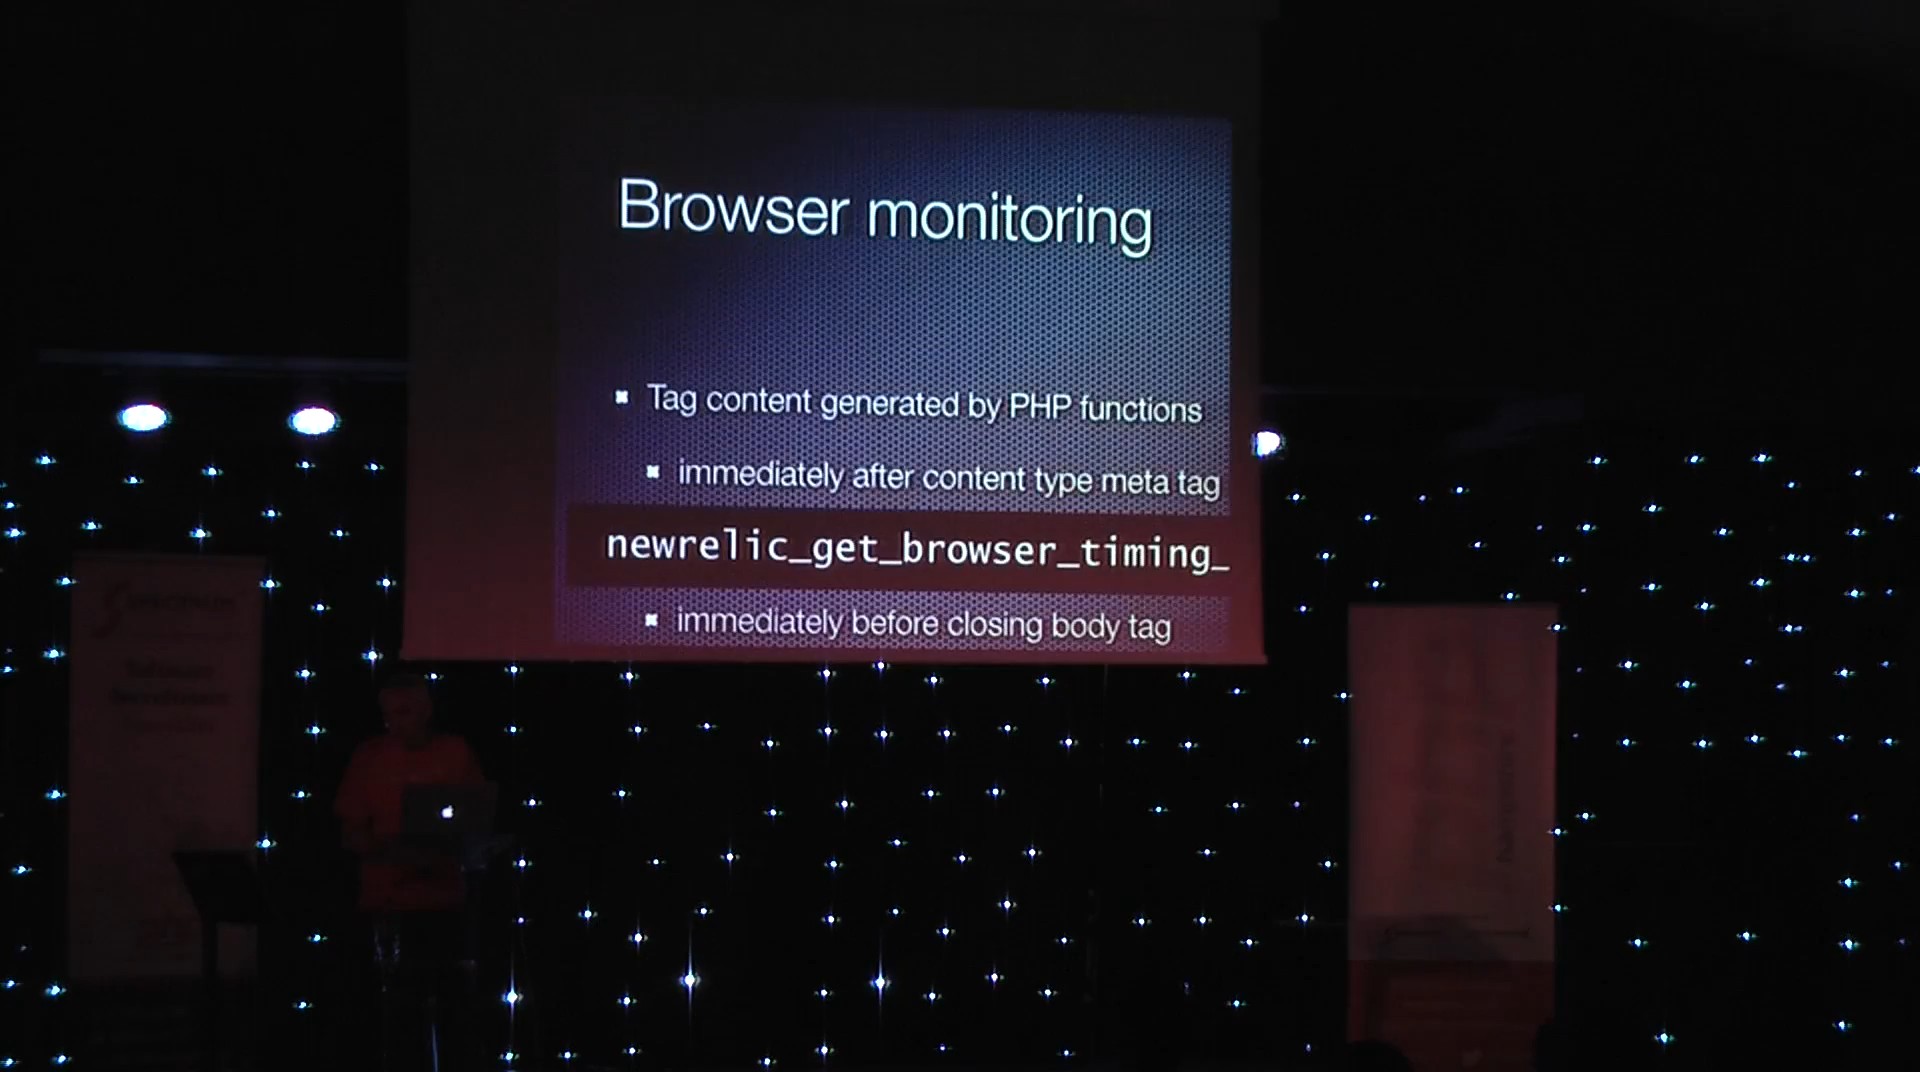 Browser monitoring
Tag content generated by PHP functions
immediately after content type meta tag
newrelic_get_browser_timing_
immediately before closing body tag